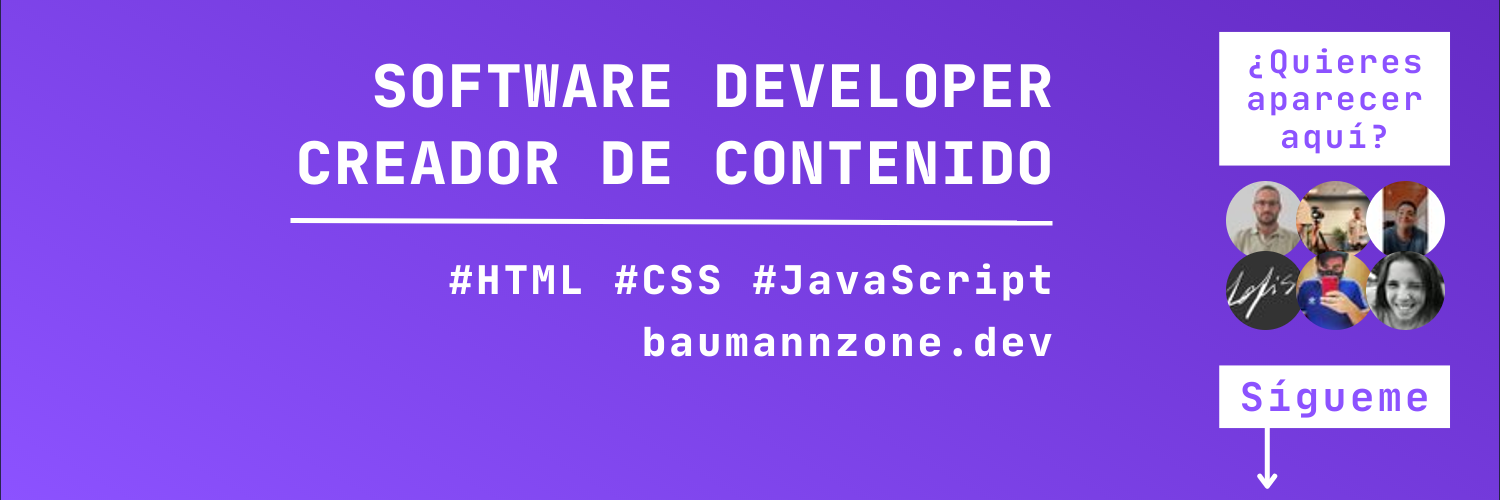 SOFTWARE DEVELOPER
CREADOR DE CONTENIDO
#HTML #CSS #JavaScript
baumannzone.dev
¿Quieres
aparecer
aquí?
Sígueme